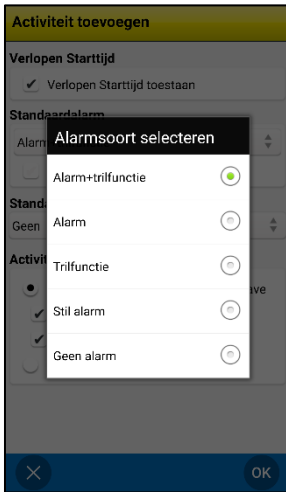 Activiteit toevoegen
Verlopen Starttijd
Verlopen Starttijd toestaan
Standaardalarm
Alarmsoort selecteren
Alarm+trilfunctie
Alarm
Trilfunctie
Stil alarm
Geen alarm
Geen
OK